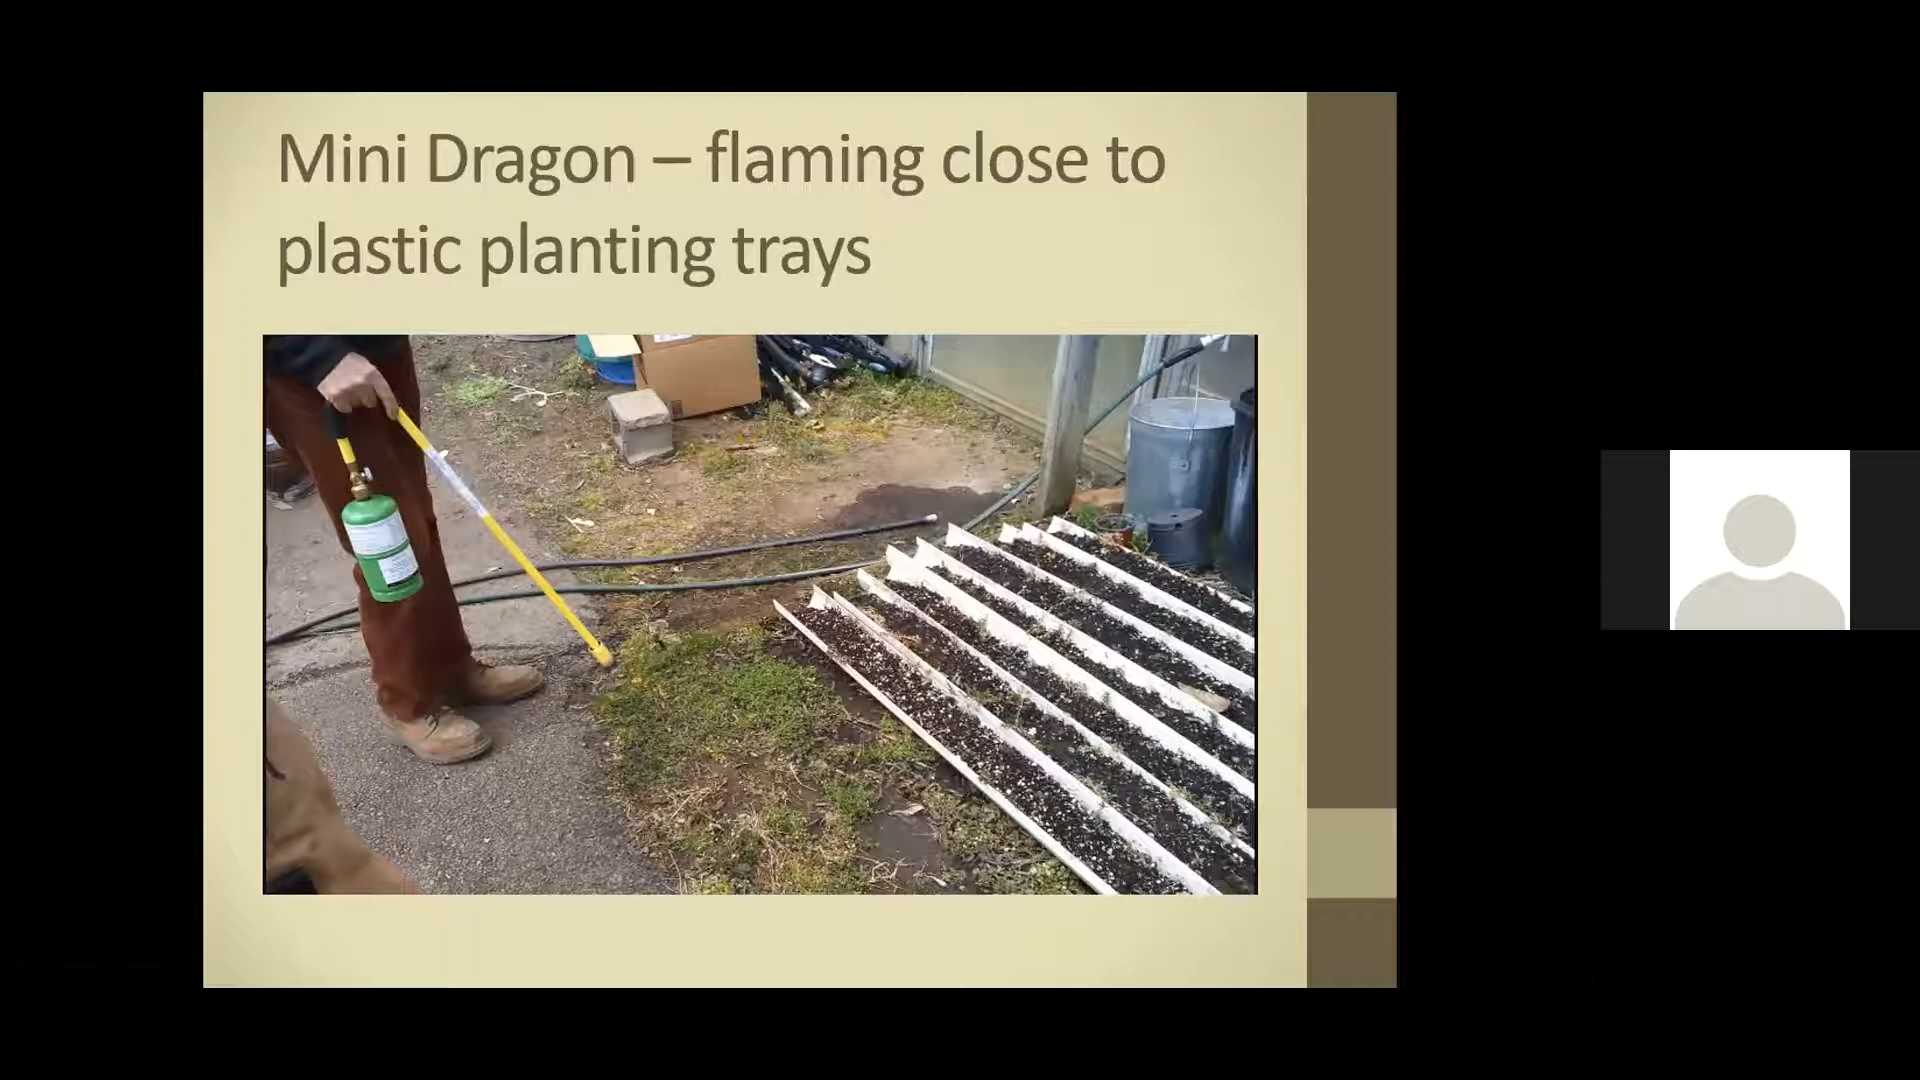 Mini Dragon – flaming close to
plastic planting trays